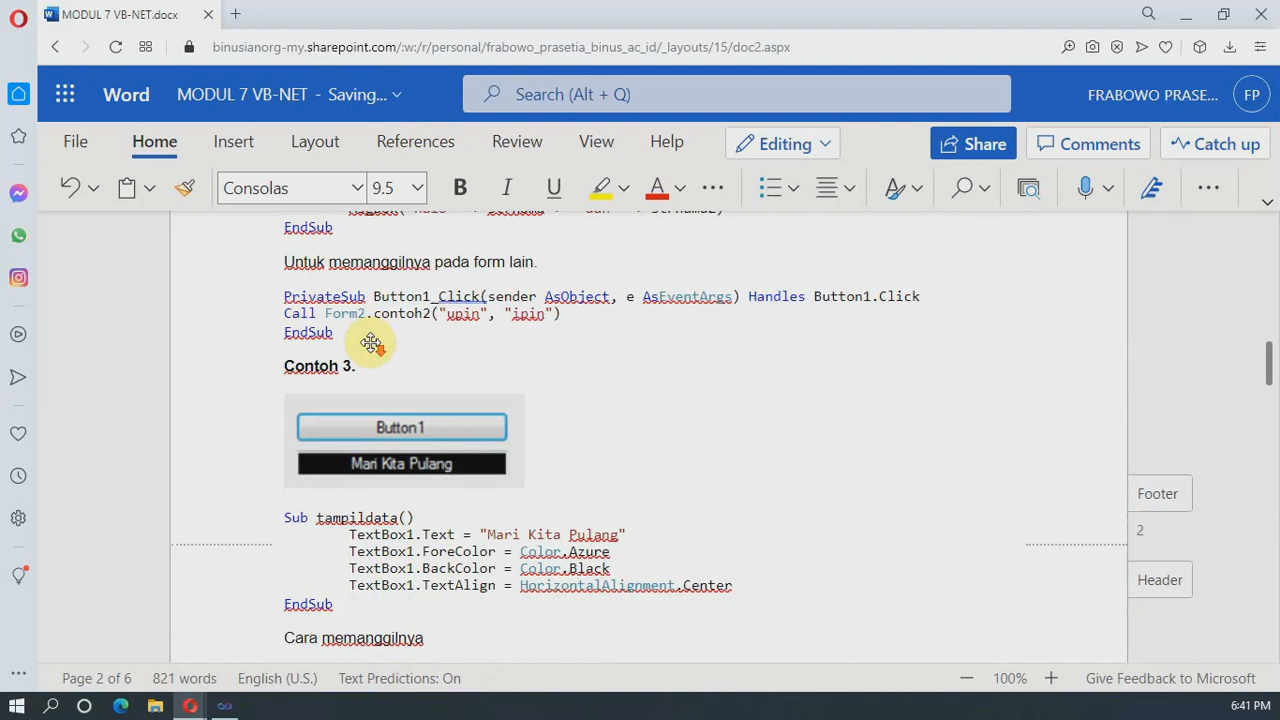 MODUL 7 VB-NET.docx
binusianorg-my.sharepoint.com/:w:/r/personal/frabowo_prasetia_binus_ac_id/_layouts/15/doc2.aspx
Word MODUL 7 VB-NET - Saving... Search (Alt + Q) FRABOWO PRASE... FP
File Home Insert Layout References Review View Help Editing Share Comments Catch up
Consolas 9.5 B I U A
EndSub
Untuk memanggilnya pada form lain.
PrivateSub Button1_Click(sender AsObject, e AsEventArgs) Handles Button1.Click
Call Form2.contoh2("upin", "ipin")
EndSub
Contoh 3.
Button1
Mari Kita Pulang
Sub tampildata()
TextBox1.Text = "Mari Kita Pulang"
TextBox1.ForeColor = Color.Azure
TextBox1.BackColor = Color.Black
TextBox1.TextAlign = HorizontalAlignment.Center
EndSub
Cara memanggilnya
Footer
2
Header
Page 2 of 6 821 words English (U.S.) Text Predictions: On 100% Give Feedback to Microsoft
6:41 PM